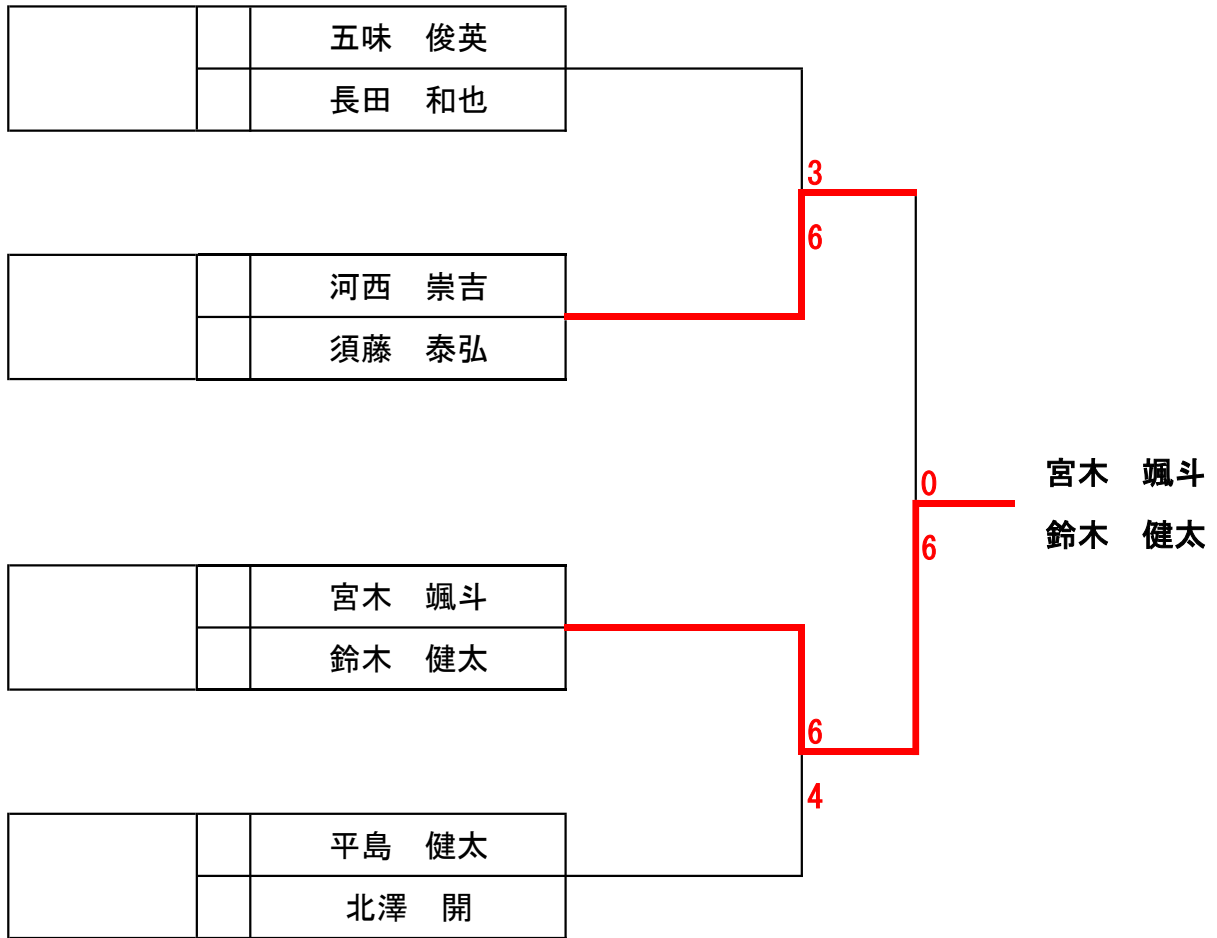 五味　俊英
長田　和也
3
6
河西　崇吉
須藤　泰弘
0
6
宮木　颯斗
鈴木　健太
宮木　颯斗
鈴木　健太
6
4
平島　健太
北澤　開